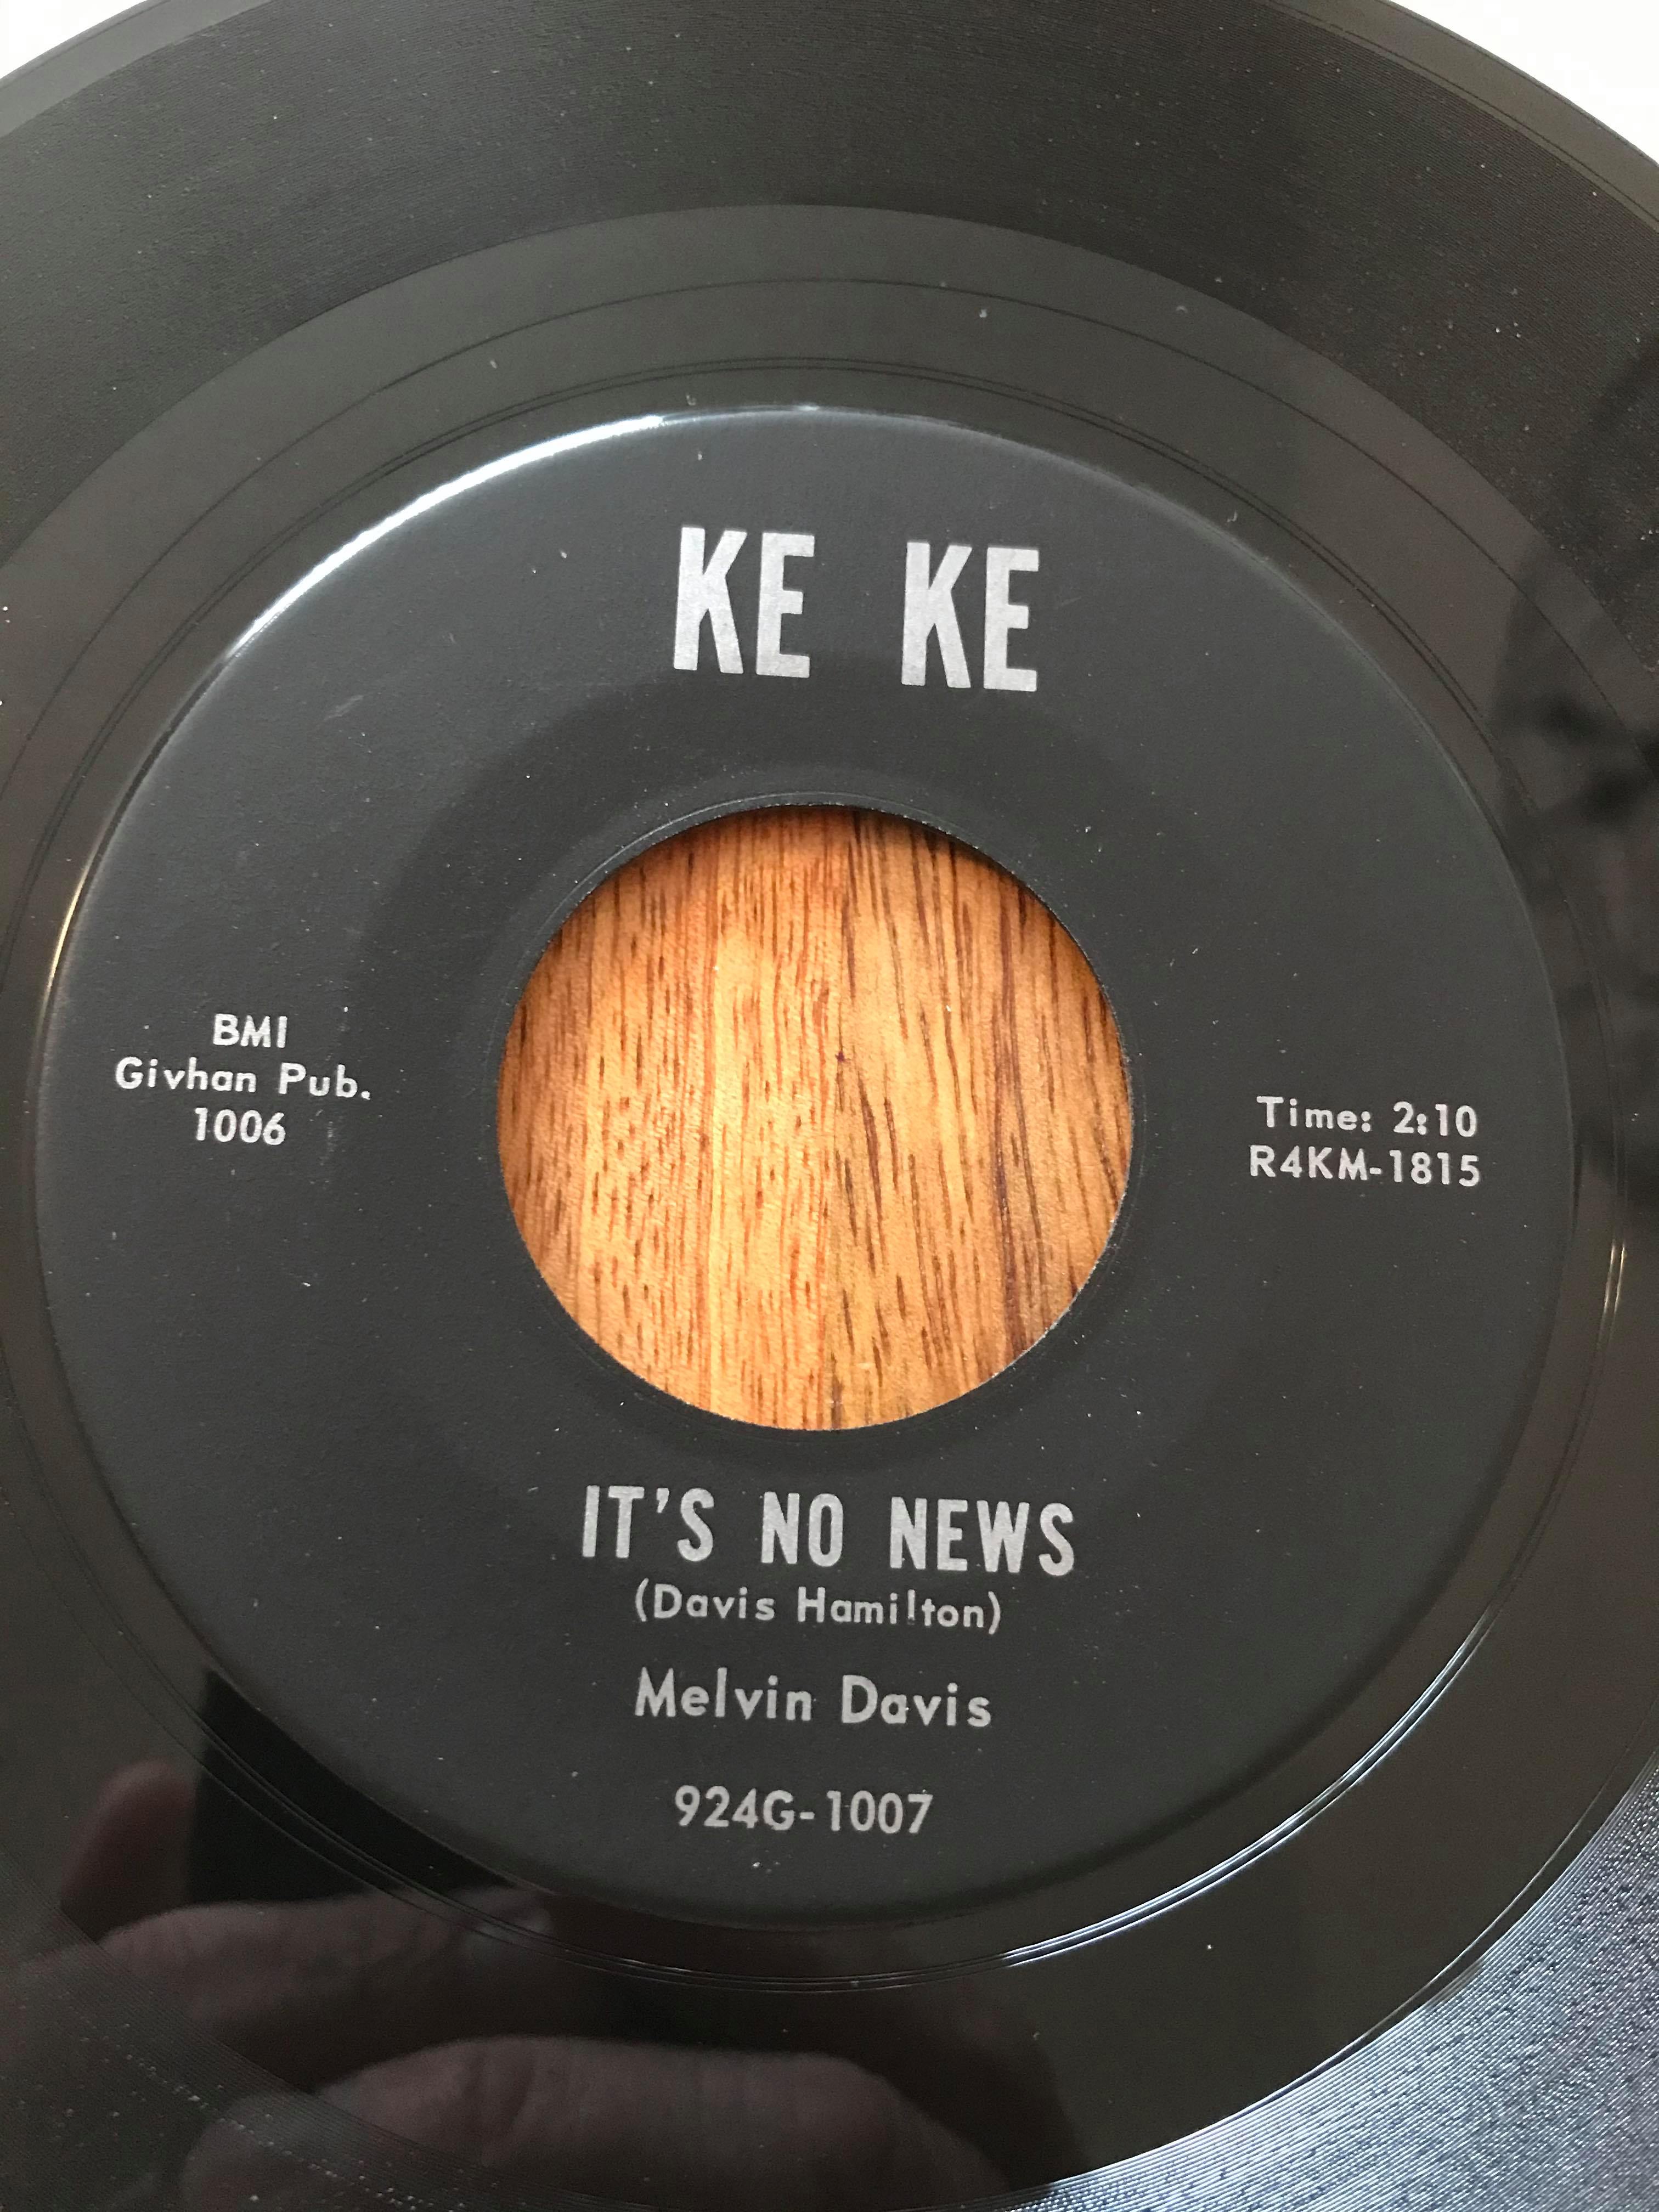 KE KE
BMI
Givhan Pub.
1006
Time: 2:10
R4KM-1815
IT'S NO NEWS
(Davis Hamilton)
Melvin Davis
924G-1007